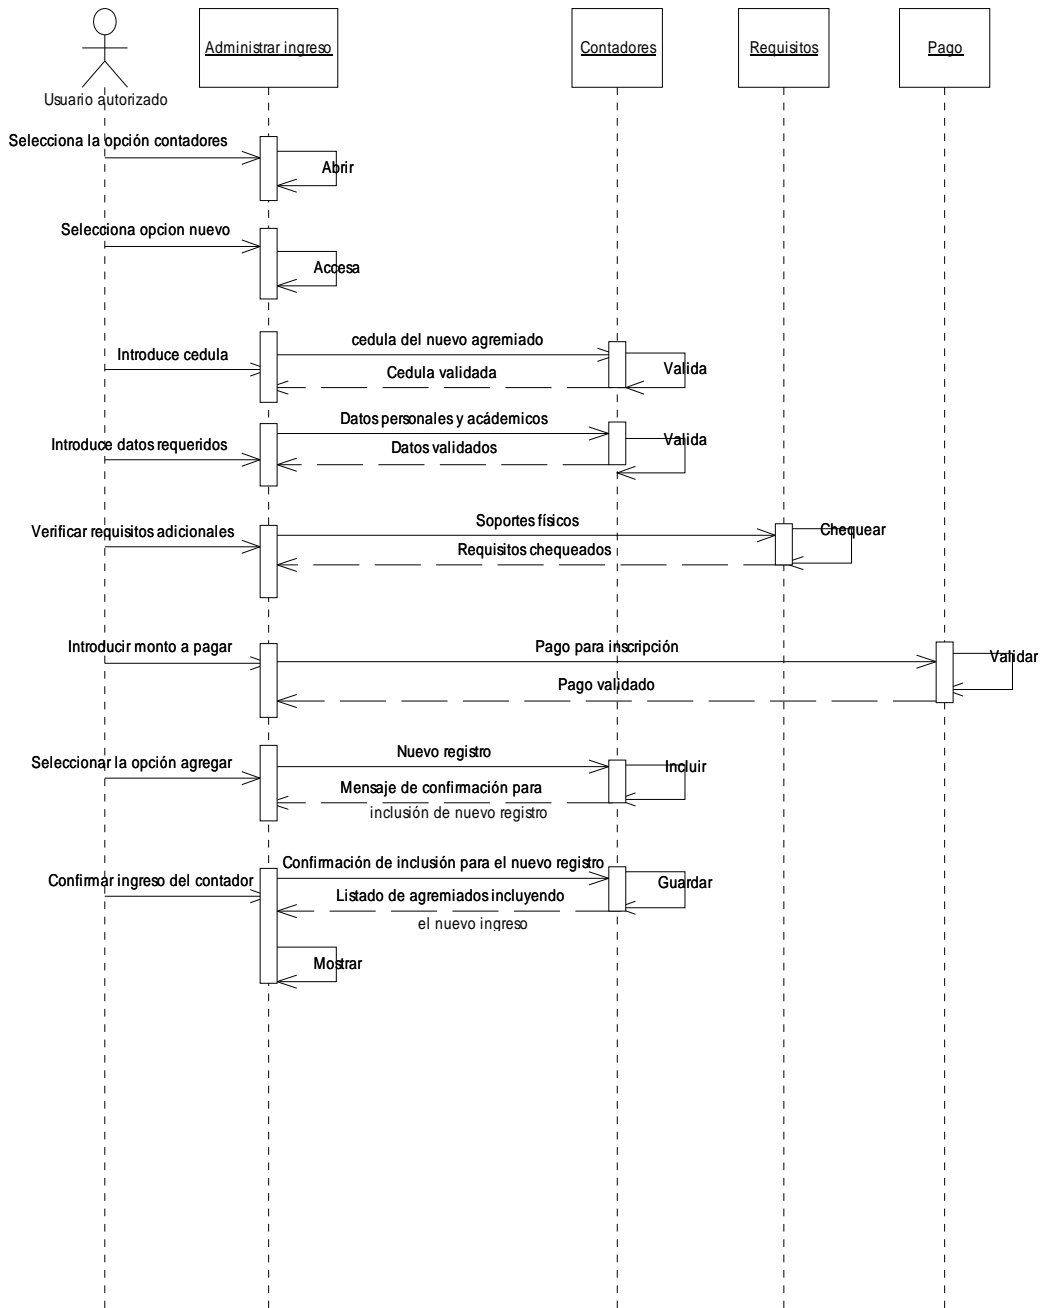 Administrar ingreso
Contadores
Requisitos
Pago
Usuario autorizado
Selecciona la opción contadores
Abrir
Selecciona opcion nuevo
Accesa
Introduce cedula
cedula del nuevo agremiado
Cedula validada
Valida
Introduce datos requeridos
Datos personales y acádemicos
Datos validados
Valida
Verificar requisitos adicionales
Soportes físicos
Requisitos chequeados
Chequear
Introducir monto a pagar
Pago para inscripción
Pago validado
Validar
Seleccionar la opción agregar
Nuevo registro
Mensaje de confirmación para
inclusión de nuevo registro
Incluir
Confirmar ingreso del contador
Confirmación de inclusión para el nuevo registro
Listado de agremiados incluyendo
el nuevo ingreso
Guardar
Mostrar